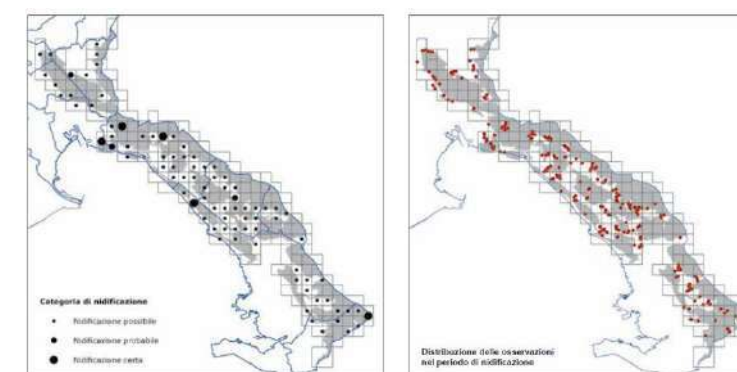 Categoria di nidificazione
Nidificazione possibile
Nidificazione probabile
Nidificazione certa
Distribuzione delle osservazioni
nel periodo di nidificazione